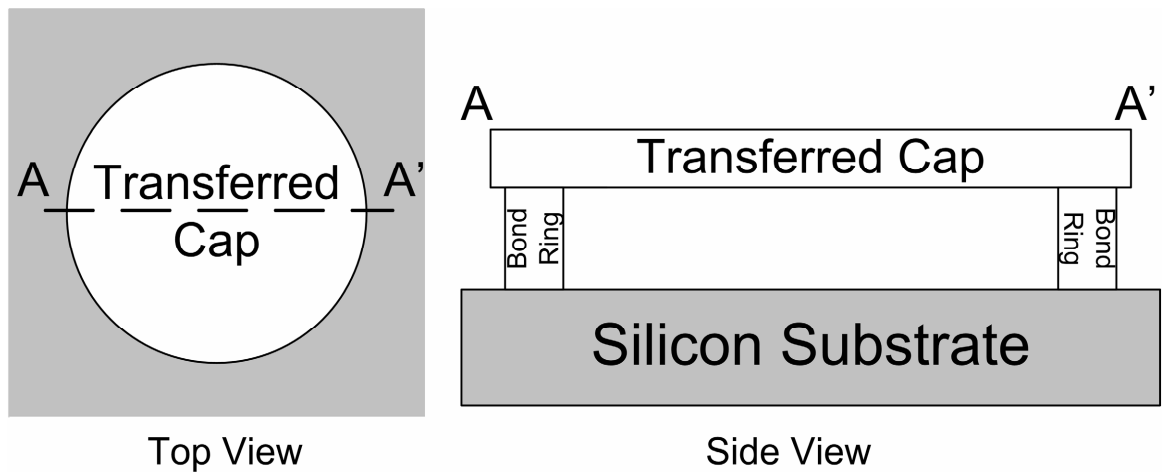 A
Transferred
A’
Cap
Top View
A
A’
Transferred Cap
Bond
Ring
Bond
Ring
Silicon Substrate
Side View